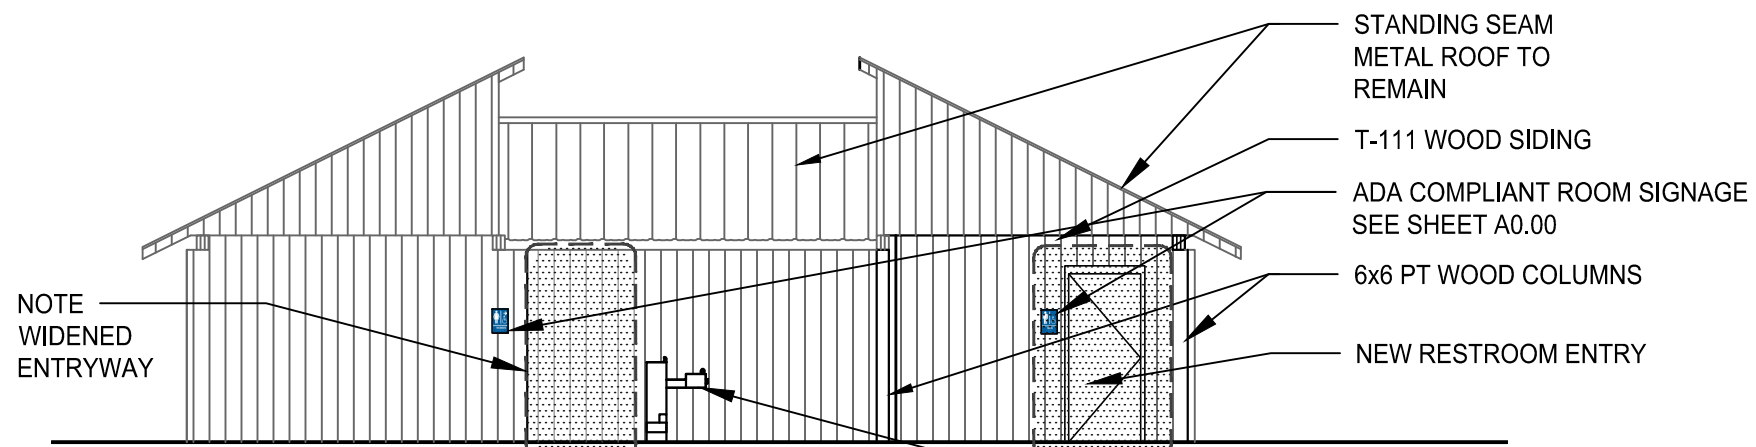 STANDING SEAM
METAL ROOF TO
REMAIN
T-111 WOOD SIDING
ADA COMPLIANT ROOM SIGNAGE
SEE SHEET A0.00
6x6 PT WOOD COLUMNS
NOTE
WIDENED
ENTRYWAY
NEW RESTROOM ENTRY